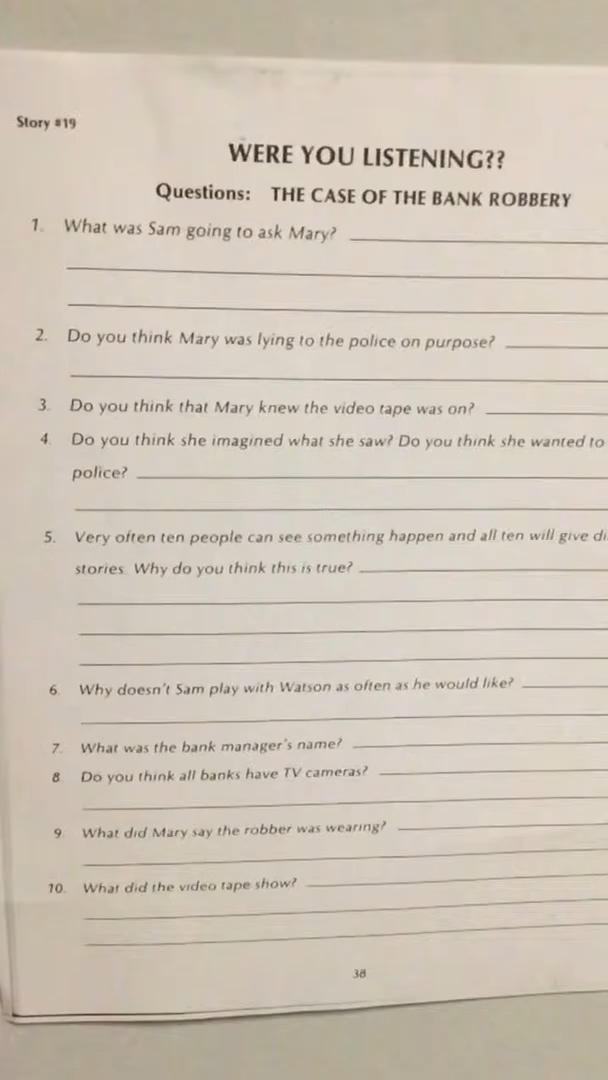 Story #19
WERE YOU LISTENING??
Questions: THE CASE OF THE BANK ROBBERY
1. What was Sam going to ask Mary?
2. Do you think Mary was lying to the police on purpose?
3. Do you think that Mary knew the video tape was on?
4. Do you think she imagined what she saw? Do you think she wanted to
police?
5. Very often ten people can see something happen and all ten will give
stories. Why do you think this is true?
6. Why doesn't Sam play with Watson as often as he would like?
7. What was the bank manager's name?
8. Do you think all banks have TV cameras?
9. What did Mary say the robber was wearing?
10. What did the video tape show?
38